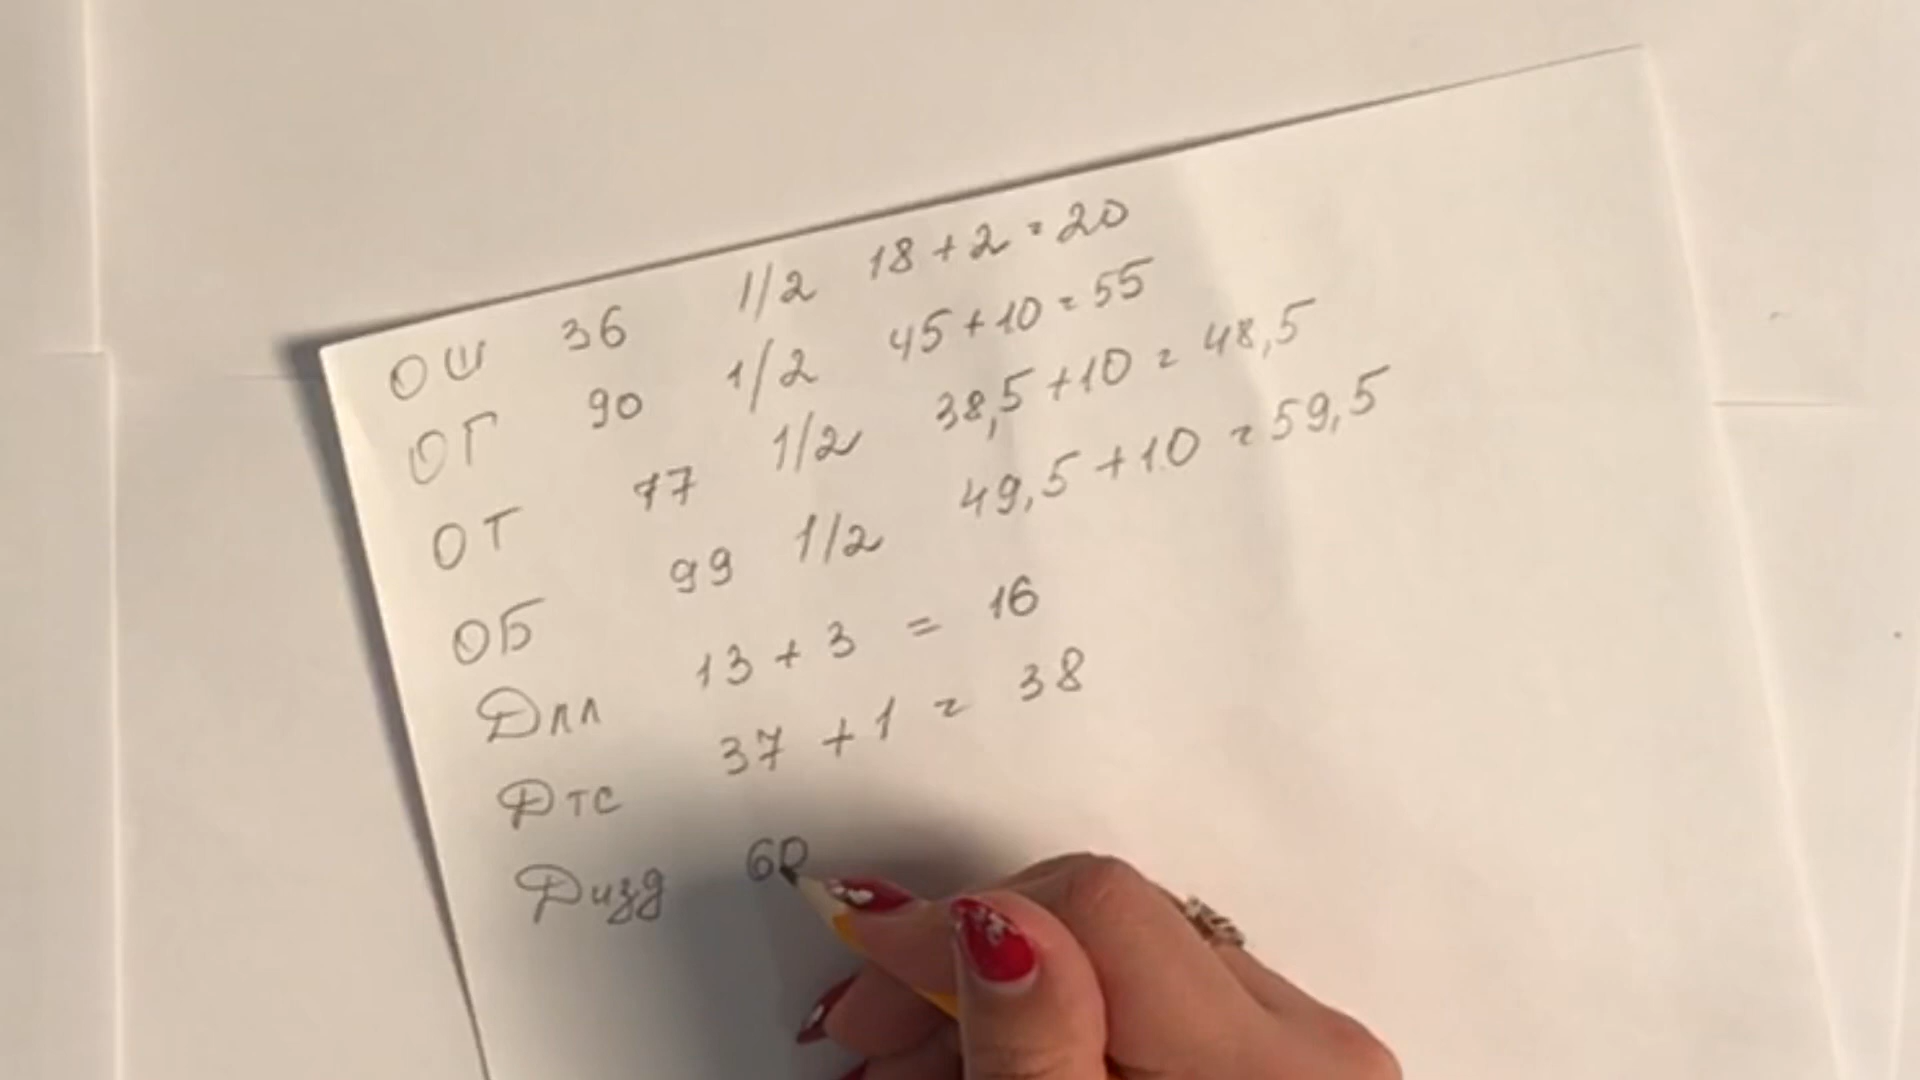 ОШ 36 1/2 18+2=20
ОГ 90 1/2 45+10=55
ОТ 77 1/2 38,5+10=48,5
ОБ 99 1/2 49,5+10=59,5
Дпл 13+3=16
Дтс 37+1=38
Дизд 60